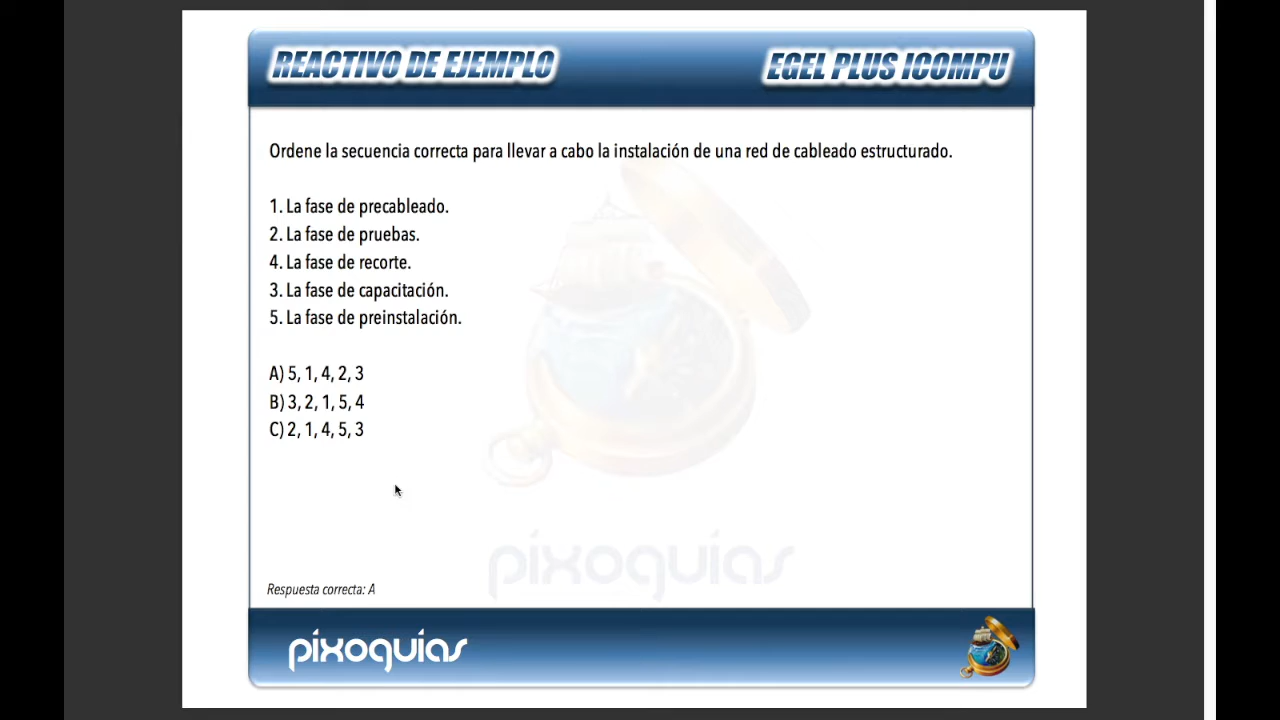 REACTIVO DE EJEMPLO
EGEL PLUS ICOMPU
Ordene la secuencia correcta para llevar a cabo la instalación de una red de cableado estructurado.
1. La fase de precableado.
2. La fase de pruebas.
4. La fase de recorte.
3. La fase de capacitación.
5. La fase de preinstalación.
A) 5, 1, 4, 2, 3
B) 3, 2, 1, 5, 4
C) 2, 1, 4, 5, 3
pixoguías
Respuesta correcta: A
pixoguías